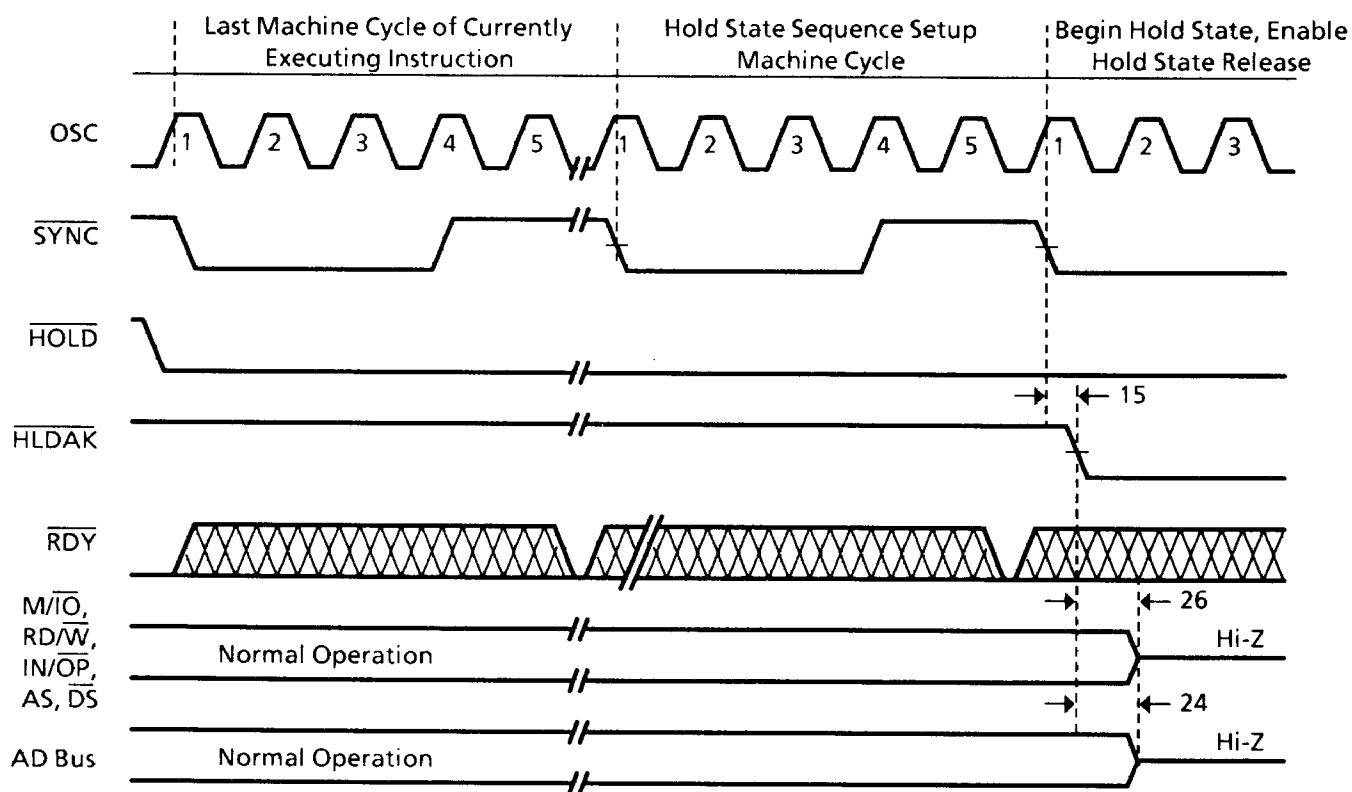 Last Machine Cycle of Currently
Executing Instruction
Hold State Sequence Setup
Machine Cycle
Begin Hold State, Enable
Hold State Release
OSC
1 2 3 4 5 1 2 3 4 5 1 2 3
SYNC
HOLD
15
HLDAK
RDY
26
M/IO,
RD/W,
IN/OP,
AS, DS
Normal Operation
Hi-Z
24
AD Bus
Normal Operation
Hi-Z